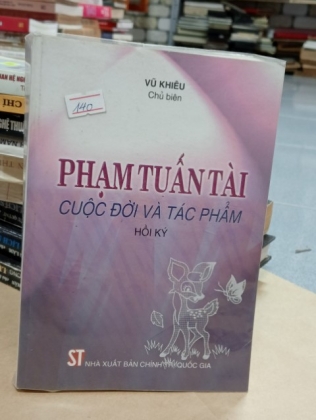 VŨ KHIÊU
Chủ biên
140
PHẠM TUẤN TÀI
CUỘC ĐỜI VÀ TÁC PHẨM
HỒI KÝ
ST NHÀ XUẤT BẢN CHÍNH TRỊ QUỐC GIA